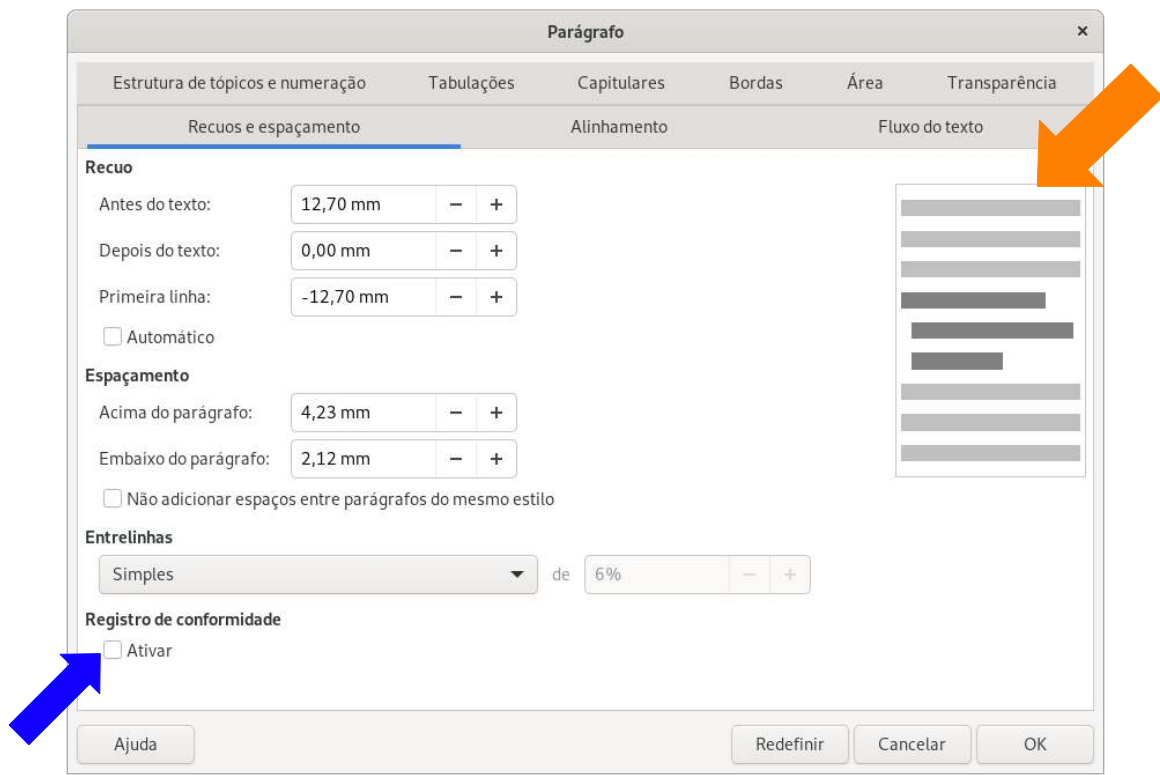 Parágrafo ×
Estrutura de tópicos e numeração Tabulações Capitulares Bordas Área Transparência
Recuos e espaçamento Alinhamento Fluxo do texto
Recuo
Antes do texto: 12,70 mm − +
Depois do texto: 0,00 mm − +
Primeira linha: -12,70 mm − +
Automático
Espaçamento
Acima do parágrafo: 4,23 mm − +
Embaixo do parágrafo: 2,12 mm − +
Não adicionar espaços entre parágrafos do mesmo estilo
Entrelinhas
Simples de 6% − +
Registro de conformidade
Ativar
Ajuda Redefinir Cancelar OK